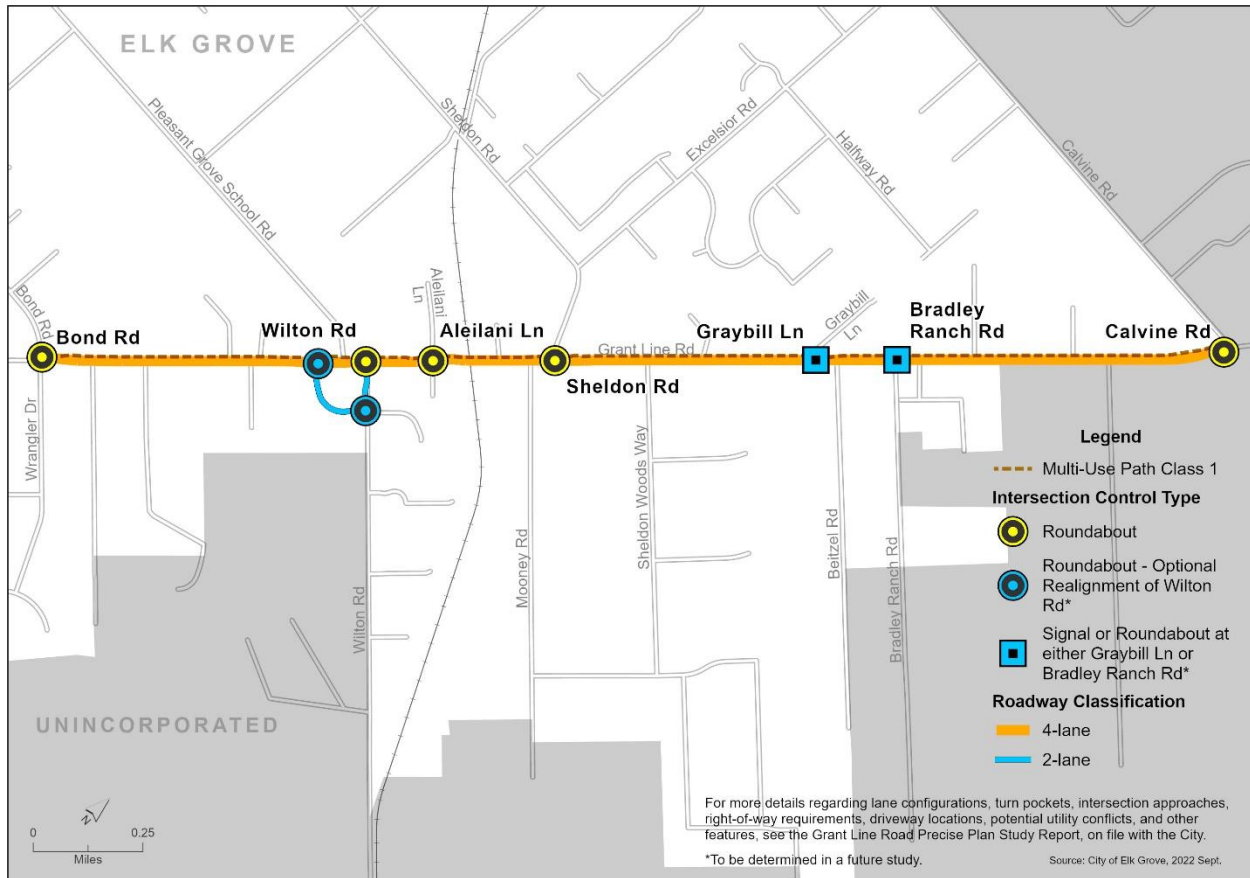 ELK GROVE
Pleasant Grove School Rd
Sheldon Rd
Excelsior Rd
Halfway Rd
Calvine Rd
Bond Rd
Bond Rd
Wilton Rd
Aleilani
Ln
Aleilani Ln
Graybill Ln
Graybill
Ln
Bradley
Ranch Rd
Calvine Rd
Grant Line Rd
Sheldon Rd
Wrangler Dr
Wilton Rd
Mooney Rd
Sheldon Woods Way
Beitzel Rd
Bradley Ranch Rd
UNINCORPORATED
Legend
Multi-Use Path Class 1
Intersection Control Type
Roundabout
Roundabout - Optional
Realignment of Wilton
Rd*
Signal or Roundabout at
either Graybill Ln or
Bradley Ranch Rd*
Roadway Classification
4-lane
2-lane
N
0 0.25
Miles
For more details regarding lane configurations, turn pockets, intersection approaches,
right-of-way requirements, driveway locations, potential utility conflicts, and other
features, see the Grant Line Road Precise Plan Study Report, on file with the City.
*To be determined in a future study.
Source: City of Elk Grove, 2022 Sept.